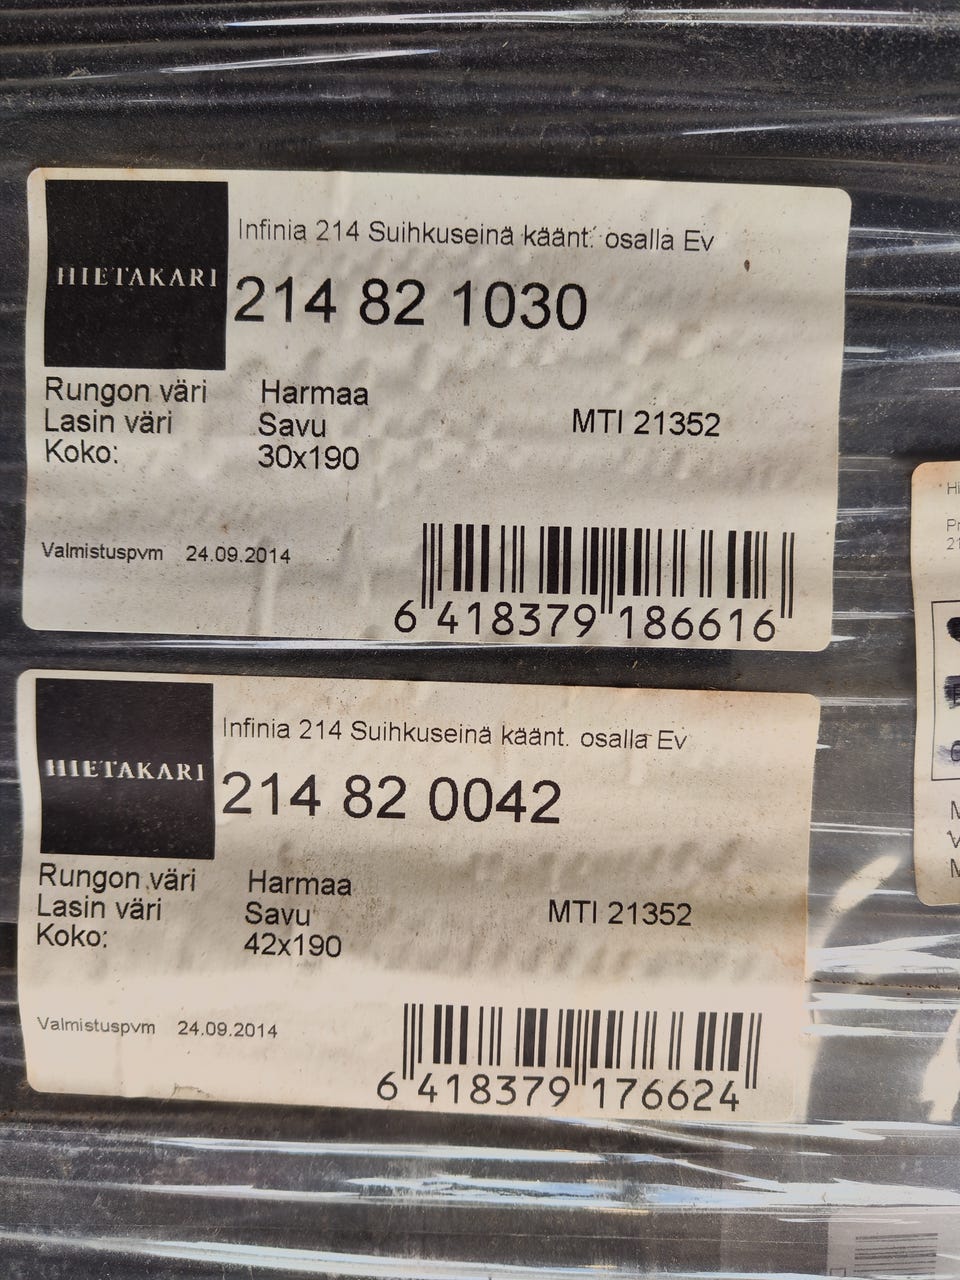 HIETAKARI
Infinia 214 Suihkuseinä käänt. osalla Ev
214 82 1030
Rungon väri Harmaa
Lasin väri Savu MTI 21352
Koko: 30x190
Valmistuspvm 24.09.2014
6 418379 186616
HIETAKARI
Infinia 214 Suihkuseinä käänt. osalla Ev
214 82 0042
Rungon väri Harmaa
Lasin väri Savu MTI 21352
Koko: 42x190
Valmistuspvm 24.09.2014
6 418379 176624